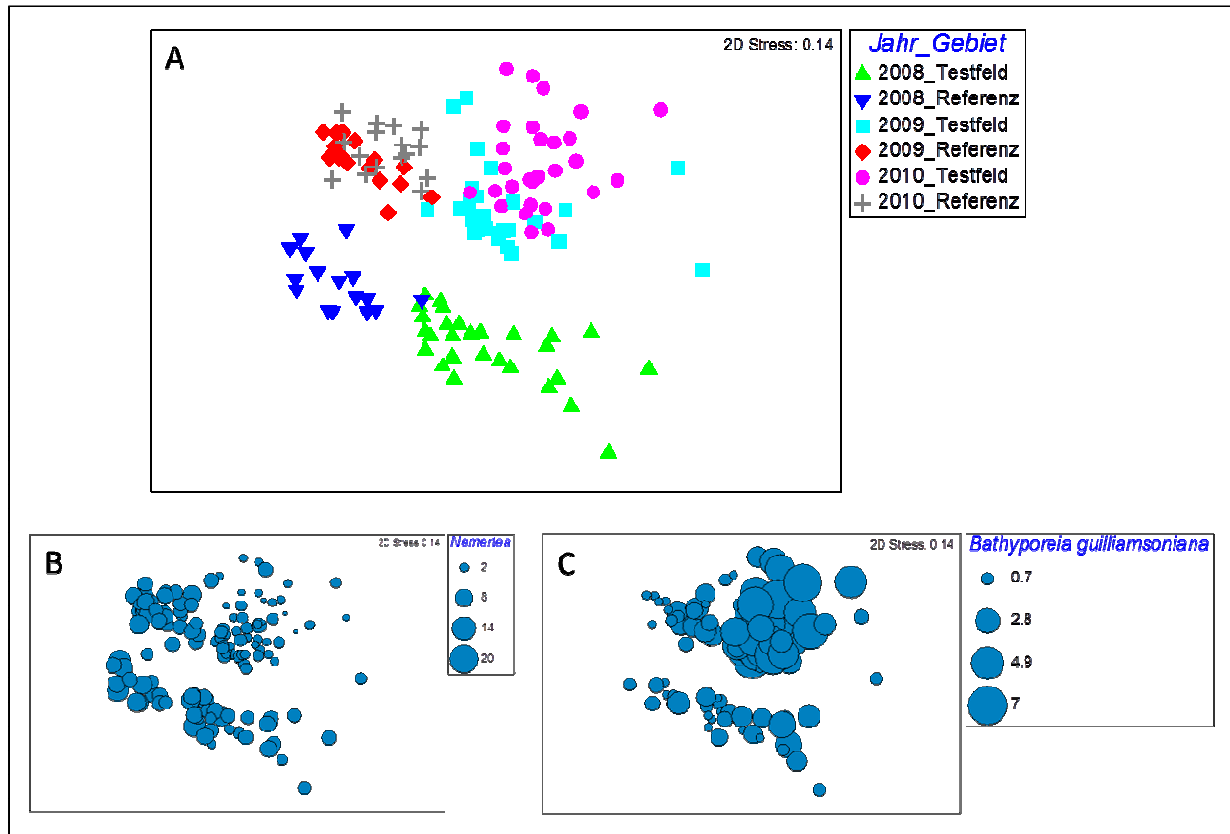 A
2D Stress: 0.14
Jahr_Gebiet
2008_Testfeld
2008_Referenz
2009_Testfeld
2009_Referenz
2010_Testfeld
2010_Referenz
B
2D Stress 0.14
Nemertea
2
8
14
20
C
2D Stress: 0.14
Bathyporeia guilliamsoniana
0.7
2.8
4.9
7